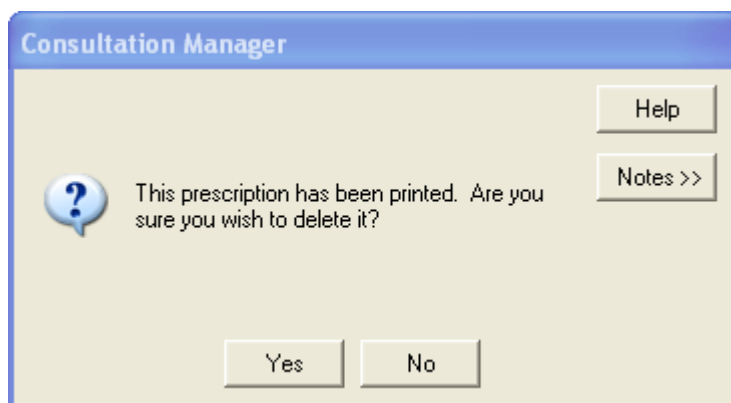 Consultation Manager
Help
Notes >>
This prescription has been printed.  Are you
sure you wish to delete it?
Yes
No